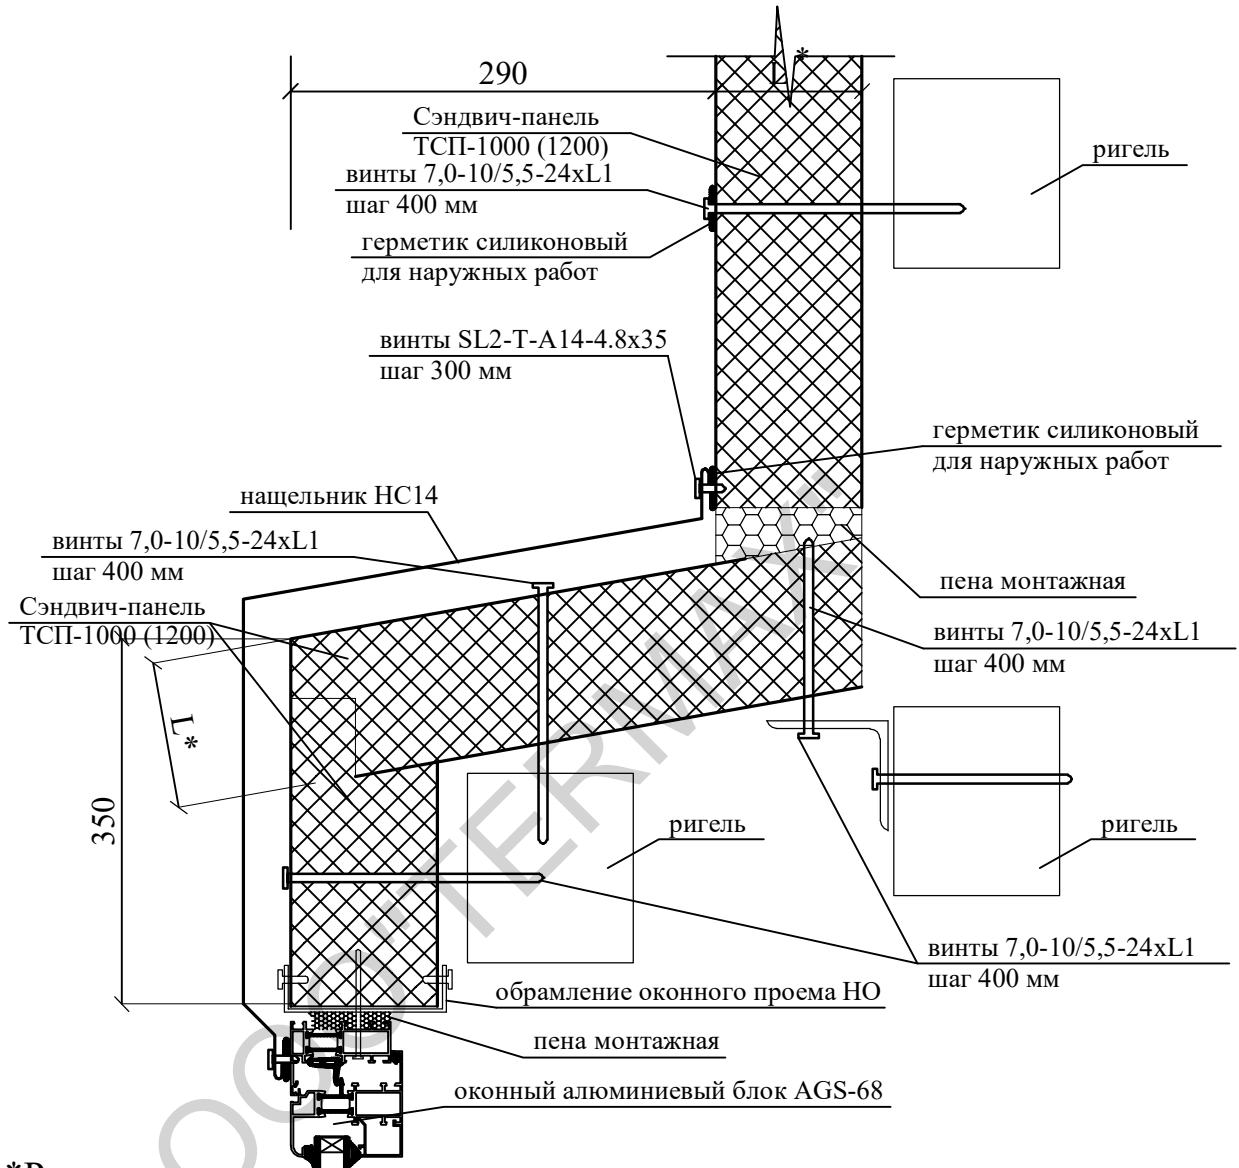 290
L*
Сэндвич-панель
ТСП-1000 (1200)
винты 7,0-10/5,5-24xL1
шаг 400 мм
герметик силиконовый
для наружных работ
ригель
винты SL2-T-A14-4.8x35
шаг 300 мм
герметик силиконовый
для наружных работ
нащельник НС14
винты 7,0-10/5,5-24xL1
шаг 400 мм
Сэндвич-панель
ТСП-1000 (1200)
пена монтажная
винты 7,0-10/5,5-24xL1
шаг 400 мм
L*
350
ригель
ригель
винты 7,0-10/5,5-24xL1
шаг 400 мм
обрамление оконного проема НО
пена монтажная
оконный алюминиевый блок AGS-68
ООО "TERMAX"